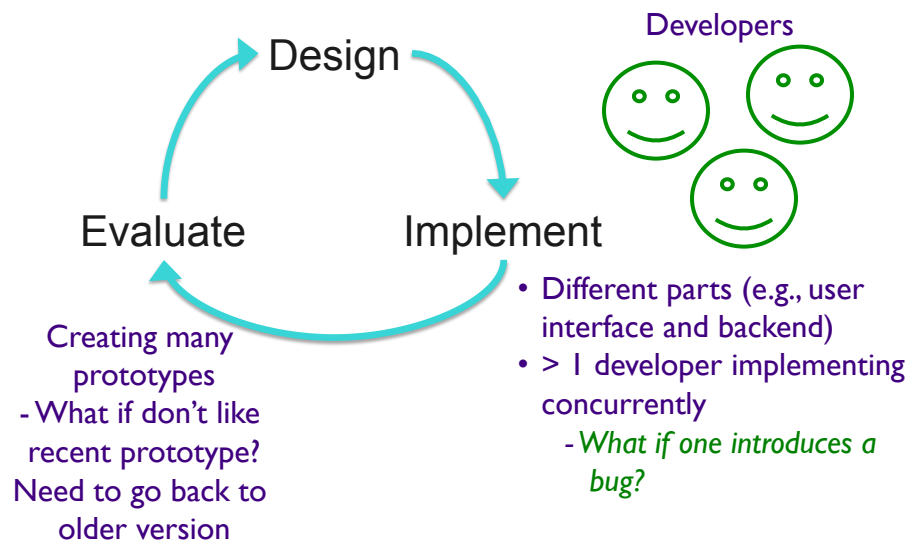 Developers
Design
Evaluate
Implement
• Different parts (e.g., user
interface and backend)
• > 1 developer implementing
concurrently
- What if one introduces a
bug?
Creating many
prototypes
- What if don’t like
recent prototype?
Need to go back to
older version